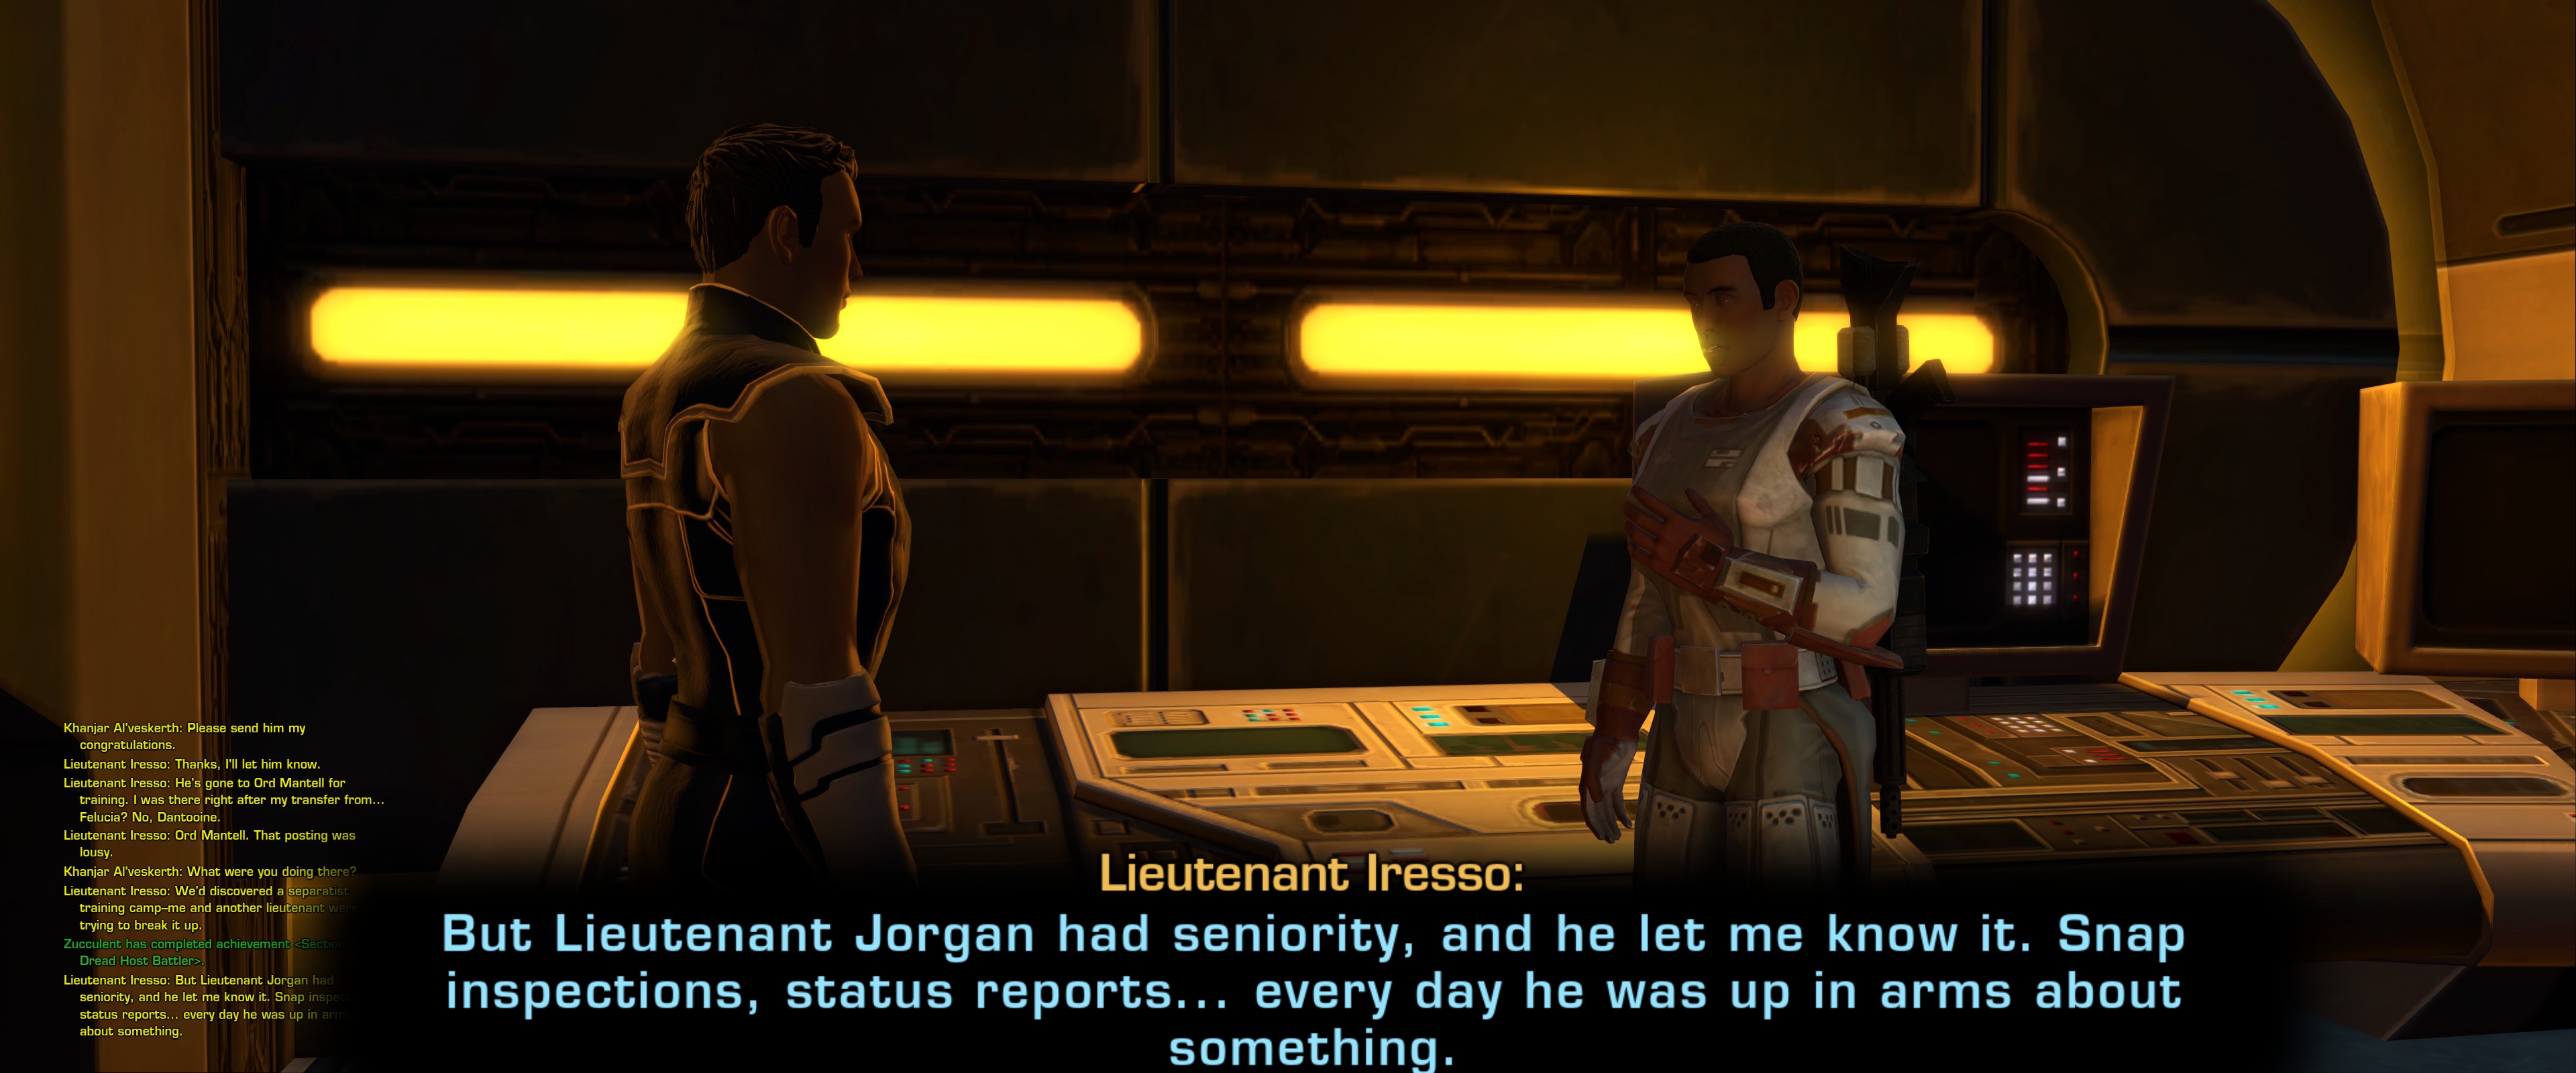 Khanjar Al'veskerth: Please send him my
congratulations.
Lieutenant Iresso: Thanks, I'll let him know.
Lieutenant Iresso: He's gone to Ord Mantell for
training. I was there right after my transfer from...
Felucia? No, Dantooine.
Lieutenant Iresso: Ord Mantell. That posting was
lousy.
Khanjar Al'veskerth: What were you doing there?
Lieutenant Iresso: We'd discovered a separatist
training camp–me and another lieutenant were
trying to break it up.
Zucculent has completed achievement <Section
Dread Host Battler>.
Lieutenant Iresso: But Lieutenant Jorgan had
seniority, and he let me know it. Snap inspec
status reports... every day he was up in arm
about something.
Lieutenant Iresso:
But Lieutenant Jorgan had seniority, and he let me know it. Snap
inspections, status reports... every day he was up in arms about
something.